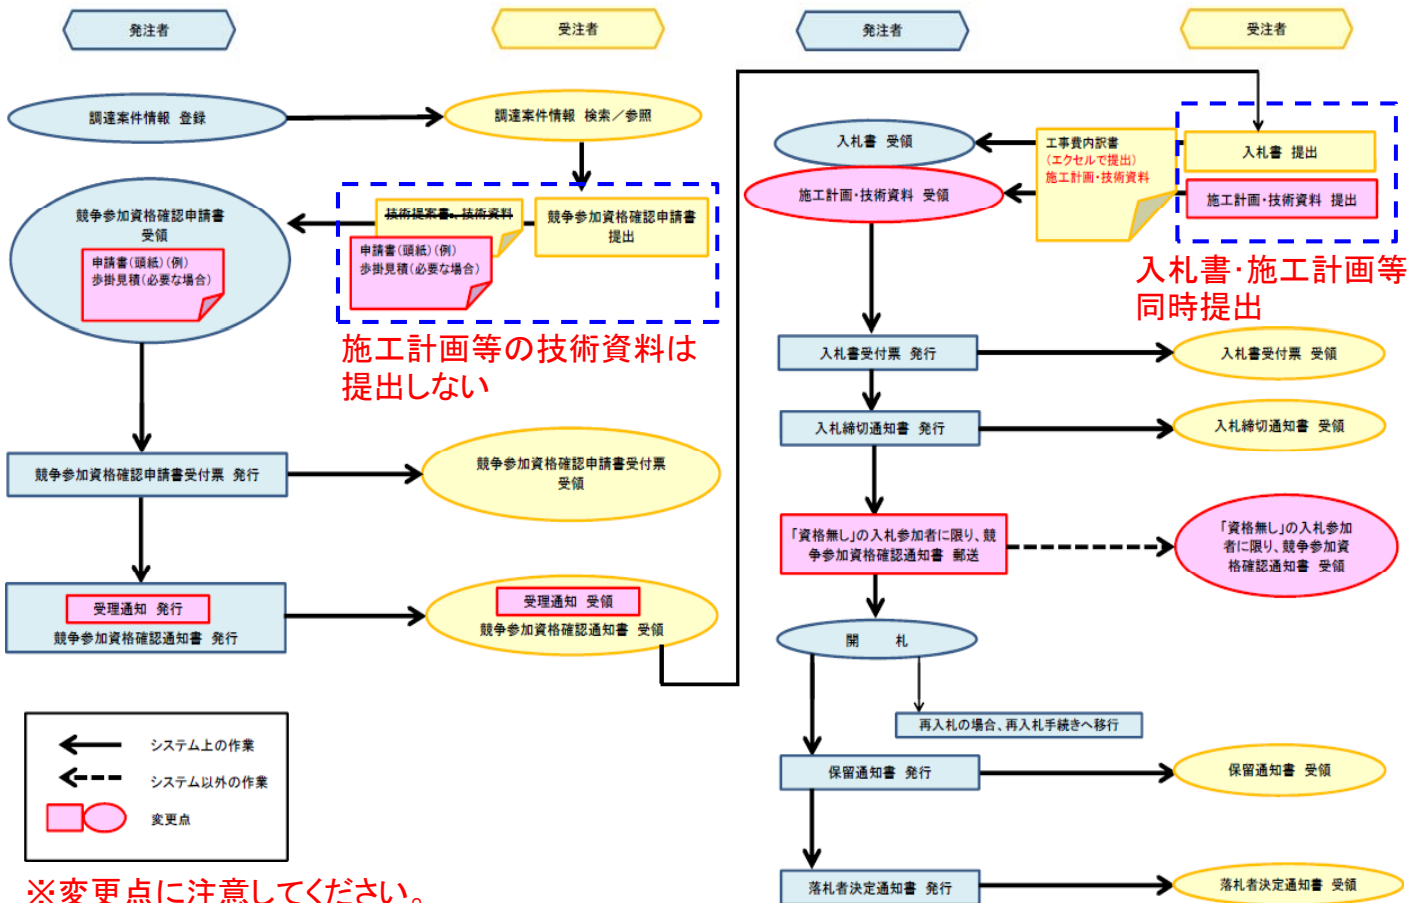 発注者
受注者
調達案件情報 登録
調達案件情報 検索／参照
競争参加資格確認申請書
受領
申請書(頭紙)(例)
歩掛見積(必要な場合)
技術提案書、技術資料
申請書(頭紙)(例)
歩掛見積(必要な場合)
競争参加資格確認申請書
提出
施工計画等の技術資料は
提出しない
競争参加資格確認申請書受付票 発行
競争参加資格確認申請書受付票
受領
受理通知 発行
競争参加資格確認通知書 発行
受理通知 受領
競争参加資格確認通知書 受領
システム上の作業
システム以外の作業
変更点
※変更点に注意してください。
発注者
受注者
入札書 受領
施工計画・技術資料 受領
工事費内訳書
(エクセルで提出)
施工計画・技術資料
入札書 提出
施工計画・技術資料 提出
入札書・施工計画等
同時提出
入札書受付票 発行
入札書受付票 受領
入札締切通知書 発行
入札締切通知書 受領
「資格無し」の入札参加者に限り、競
争参加資格確認通知書 郵送
「資格無し」の入札参加
者に限り、競争参加資
格確認通知書 受領
開 札
再入札の場合、再入札手続きへ移行
保留通知書 発行
保留通知書 受領
落札者決定通知書 発行
落札者決定通知書 受領